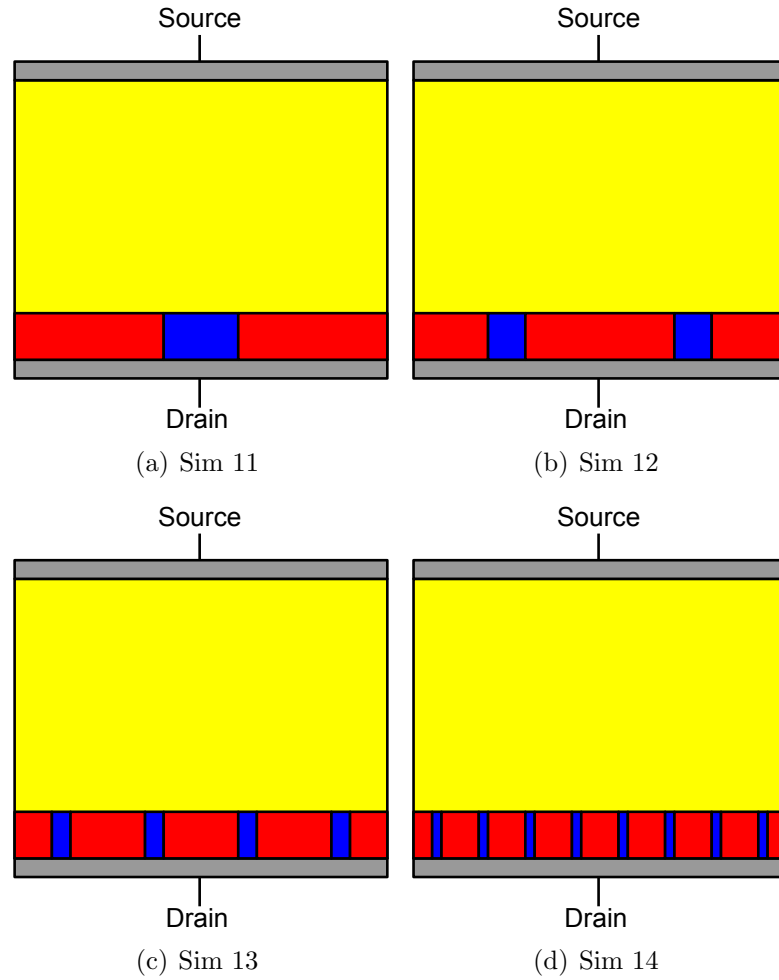 Source
Source
Drain
Drain
(a) Sim 11
(b) Sim 12
Source
Source
Drain
Drain
(c) Sim 13
(d) Sim 14